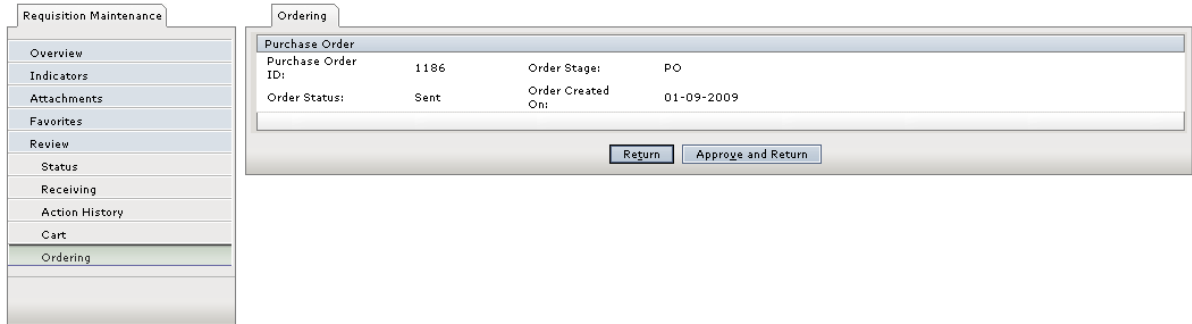 Requisition Maintenance
Overview
Indicators
Attachments
Favorites
Review
Status
Receiving
Action History
Cart
Ordering
Ordering
Purchase Order
Purchase Order
ID:
1186
Order Stage:
PO
Order Status:
Sent
Order Created
On:
01-09-2009
Return
Approve and Return